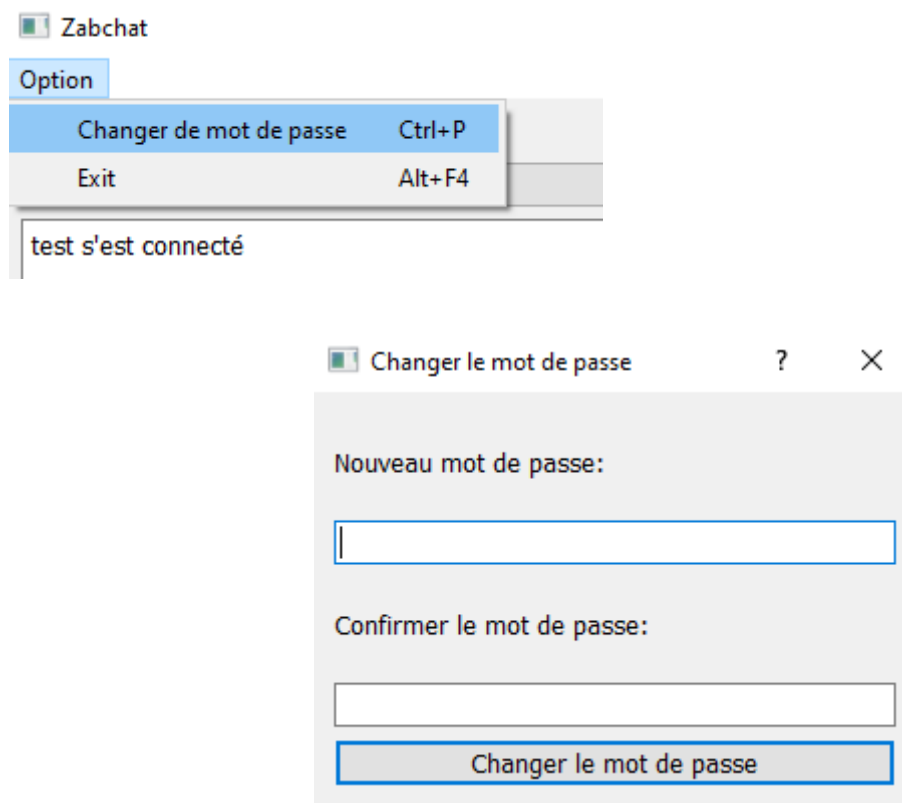 Zabchat
Option
Changer de mot de passe Ctrl+P
Exit Alt+F4
test s'est connecté
Changer le mot de passe ?
Nouveau mot de passe:
Confirmer le mot de passe:
Changer le mot de passe